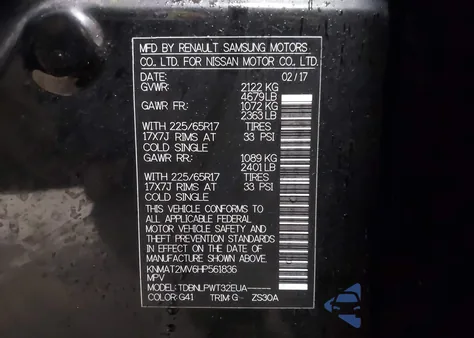 MFD BY RENAULT SAMSUNG MOTORS
CO. LTD. FOR NISSAN MOTOR CO. LTD.
DATE: 02/17
GVWR: 2122 KG
4679 LB
GAWR FR: 1072 KG
2363 LB
WITH 225/65R17 TIRES
17X7J RIMS AT 33 PSI
COLD SINGLE
GAWR RR: 1089 KG
2401 LB
WITH 225/65R17 TIRES
17X7J RIMS AT 33 PSI
COLD SINGLE
THIS VEHICLE CONFORMS TO
ALL APPLICABLE FEDERAL
MOTOR VEHICLE SAFETY AND
THEFT PREVENTION STANDARDS
IN EFFECT ON THE DATE OF
MANUFACTURE SHOWN ABOVE
KNMAT2MV6HP561836
MPV
MODEL: TDBNLPWT32EUA-----
COLOR: G41 TRIM G ZS30A